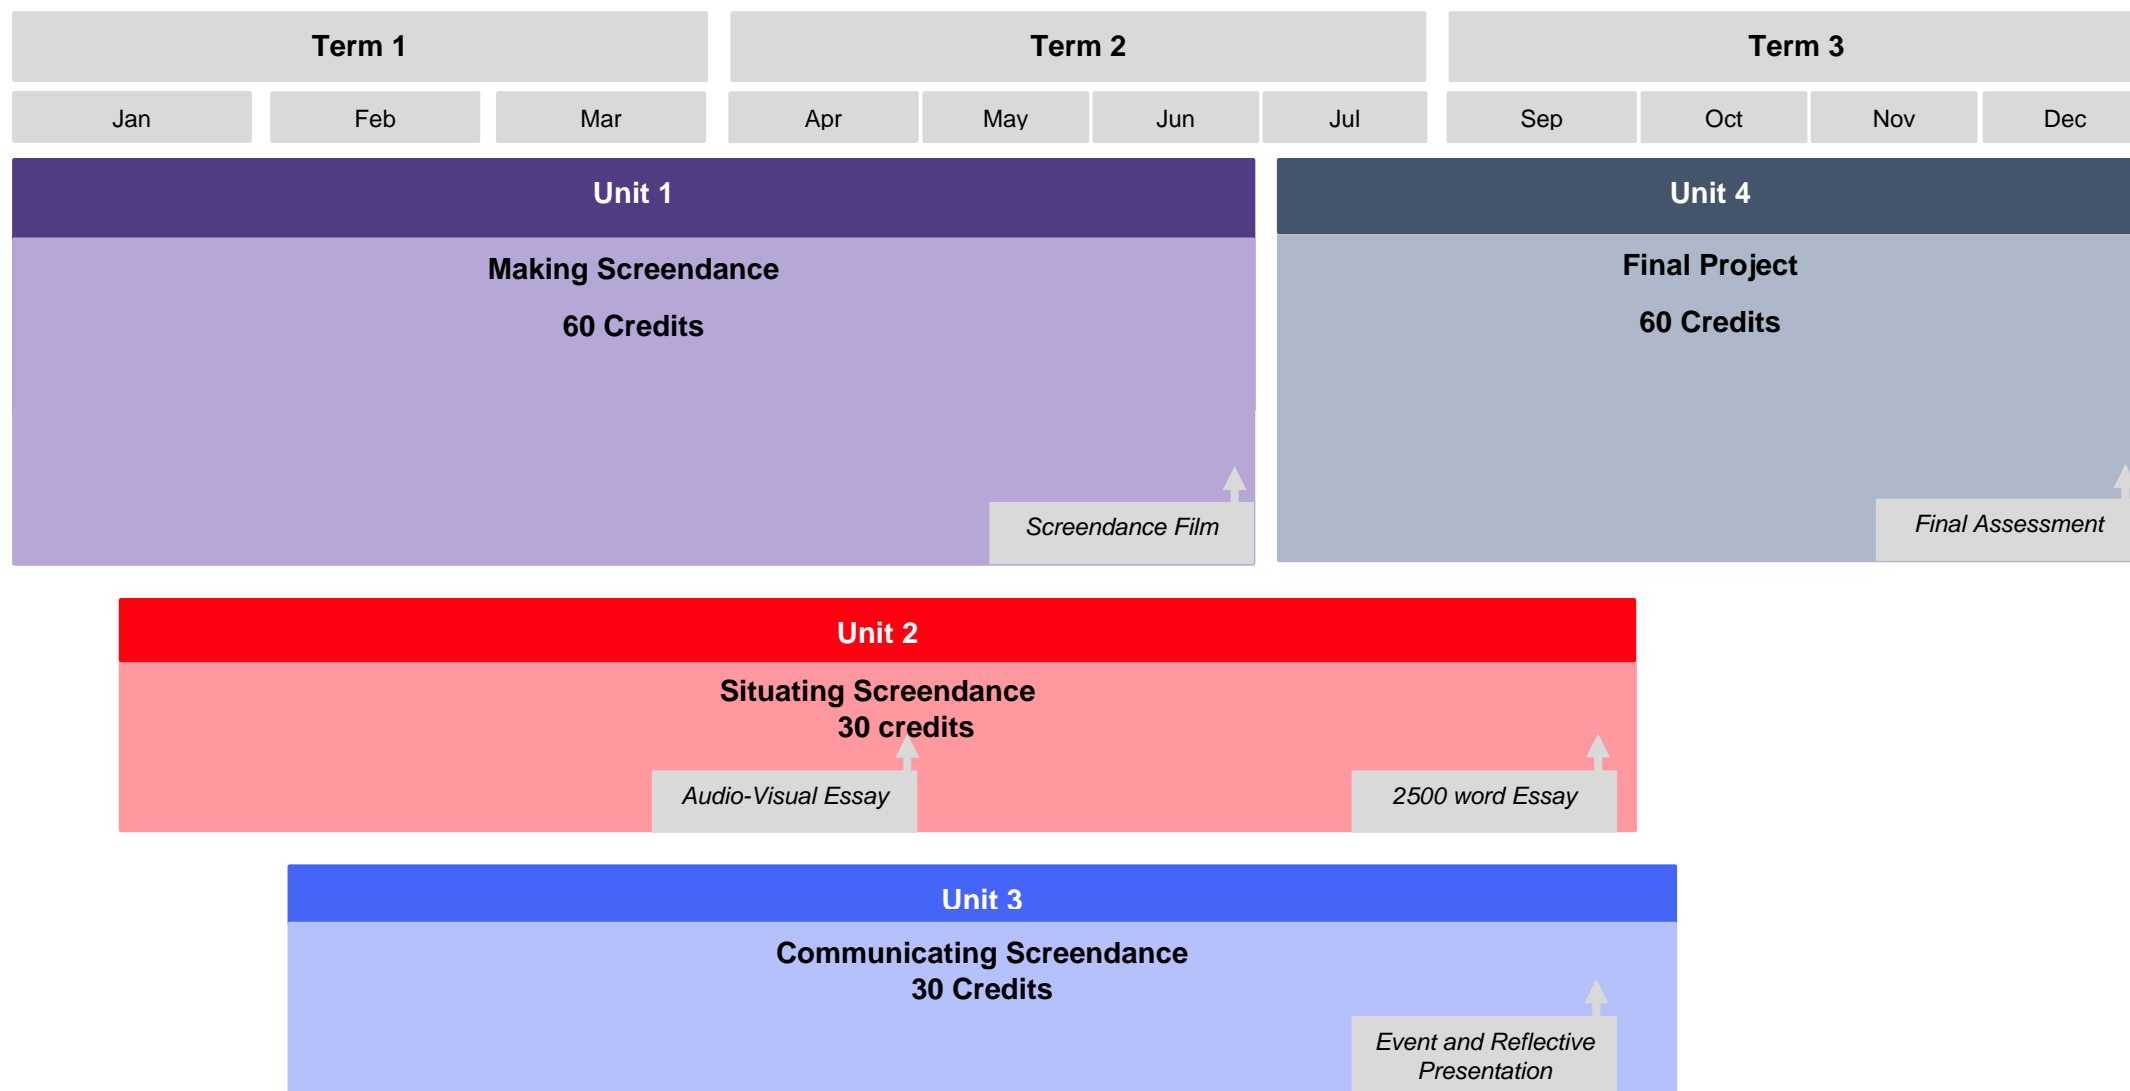 Term 1
Term 2
Term 3
Jan
Feb
Mar
Apr
May
Jun
Jul
Sep
Oct
Nov
Dec
Unit 1
Making Screendance
60 Credits
Screendance Film
Unit 4
Final Project
60 Credits
Final Assessment
Unit 2
Situating Screendance
30 credits
Audio-Visual Essay
2500 word Essay
Unit 3
Communicating Screendance
30 Credits
Event and Reflective
Presentation